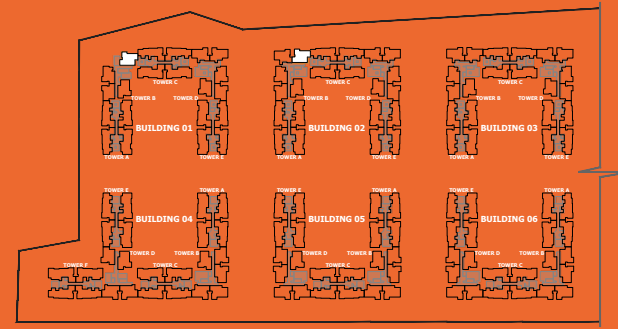 TOWER C TOWER C TOWER C
TOWER B TOWER D TOWER B TOWER D TOWER B TOWER D
BUILDING 01 BUILDING 02 BUILDING 03
TOWER A TOWER E TOWER A TOWER E TOWER A TOWER E
TOWER E TOWER A TOWER E TOWER A TOWER E TOWER A
BUILDING 04 BUILDING 05 BUILDING 06
TOWER D TOWER B TOWER D TOWER B TOWER D TOWER B
TOWER F TOWER C TOWER C TOWER C